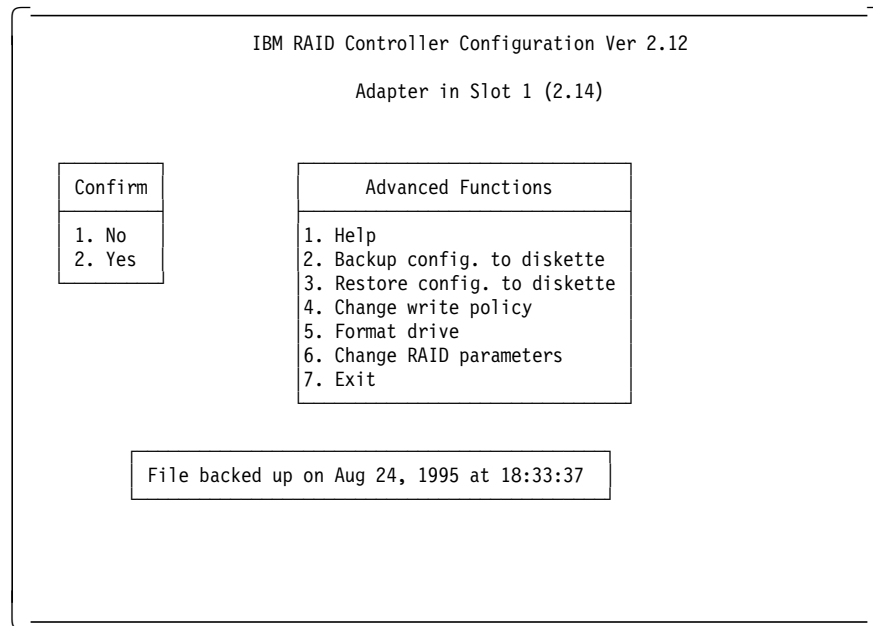 IBM RAID Controller Configuration Ver 2.12
Adapter in Slot 1 (2.14)
Confirm
1. No
2. Yes
Advanced Functions
1. Help
2. Backup config. to diskette
3. Restore config. to diskette
4. Change write policy
5. Format drive
6. Change RAID parameters
7. Exit
File backed up on Aug 24, 1995 at 18:33:37